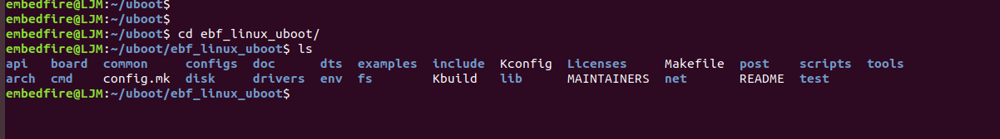 embedfire@LJM:~/uboot$
embedfire@LJM:~/uboot$
embedfire@LJM:~/uboot$ cd ebf_linux_uboot/
embedfire@LJM:~/uboot/ebf_linux_uboot$ ls
api board common configs doc dts examples include Kconfig Licenses Makefile post scripts tools
arch cmd config.mk disk drivers env fs Kbuild lib MAINTAINERS net README test
embedfire@LJM:~/uboot/ebf_linux_uboot$